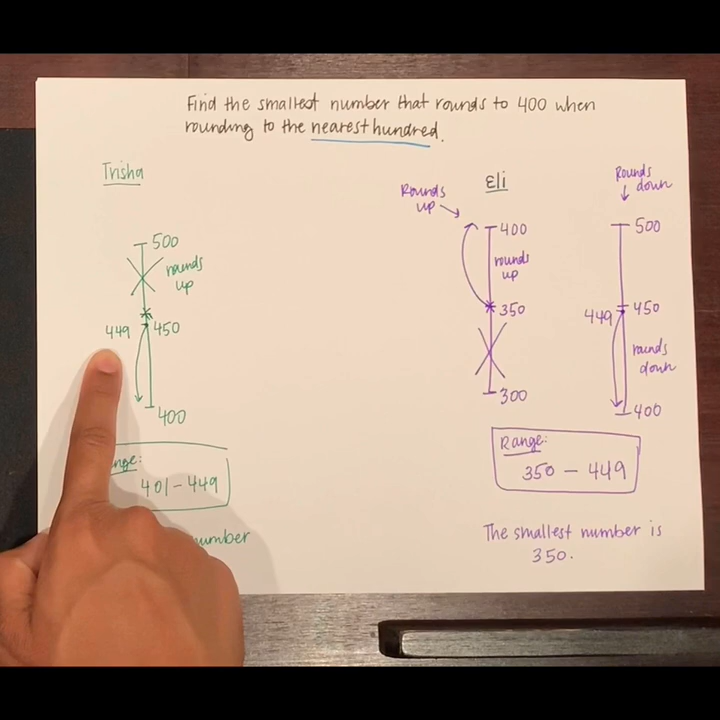 Find the smallest number that rounds to 400 when
rounding to the nearest hundred.
Trisha
500
rounds
up
449
450
400
nge:
401 - 449
number
Eli
Rounds
up
400
rounds
up
350
300
Rounds
down
500
449
450
rounds
down
400
Range:
350 - 449
The smallest number is
350.